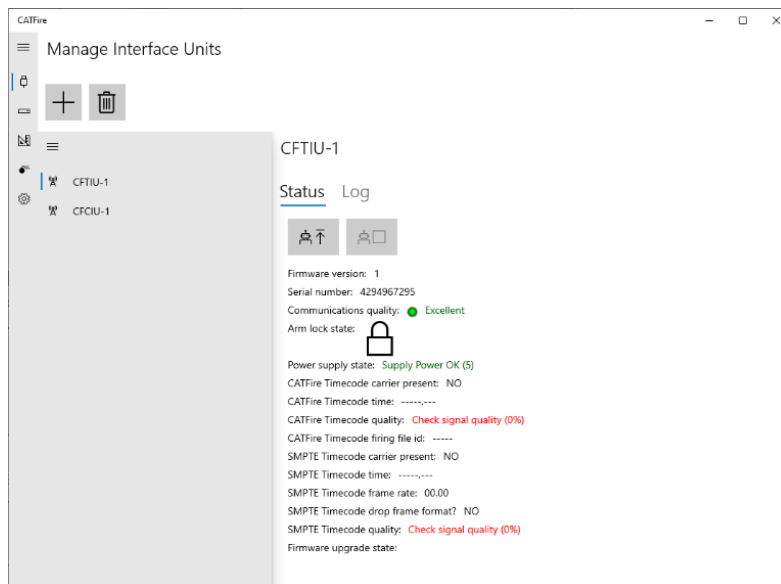 CATFire
Manage Interface Units
CFTIU-1
CFCIU-1
CFTIU-1
Status Log
Firmware version: 1
Serial number: 4294967295
Communications quality: Excellent
Arm lock state:
Power supply state: Supply Power OK (5)
CATFire Timecode carrier present: NO
CATFire Timecode time: -----.---
CATFire Timecode quality: Check signal quality (0%)
CATFire Timecode firing file id: -----
SMPTE Timecode carrier present: NO
SMPTE Timecode time: -----.---
SMPTE Timecode frame rate: 00.00
SMPTE Timecode drop frame format? NO
SMPTE Timecode quality: Check signal quality (0%)
Firmware upgrade state: